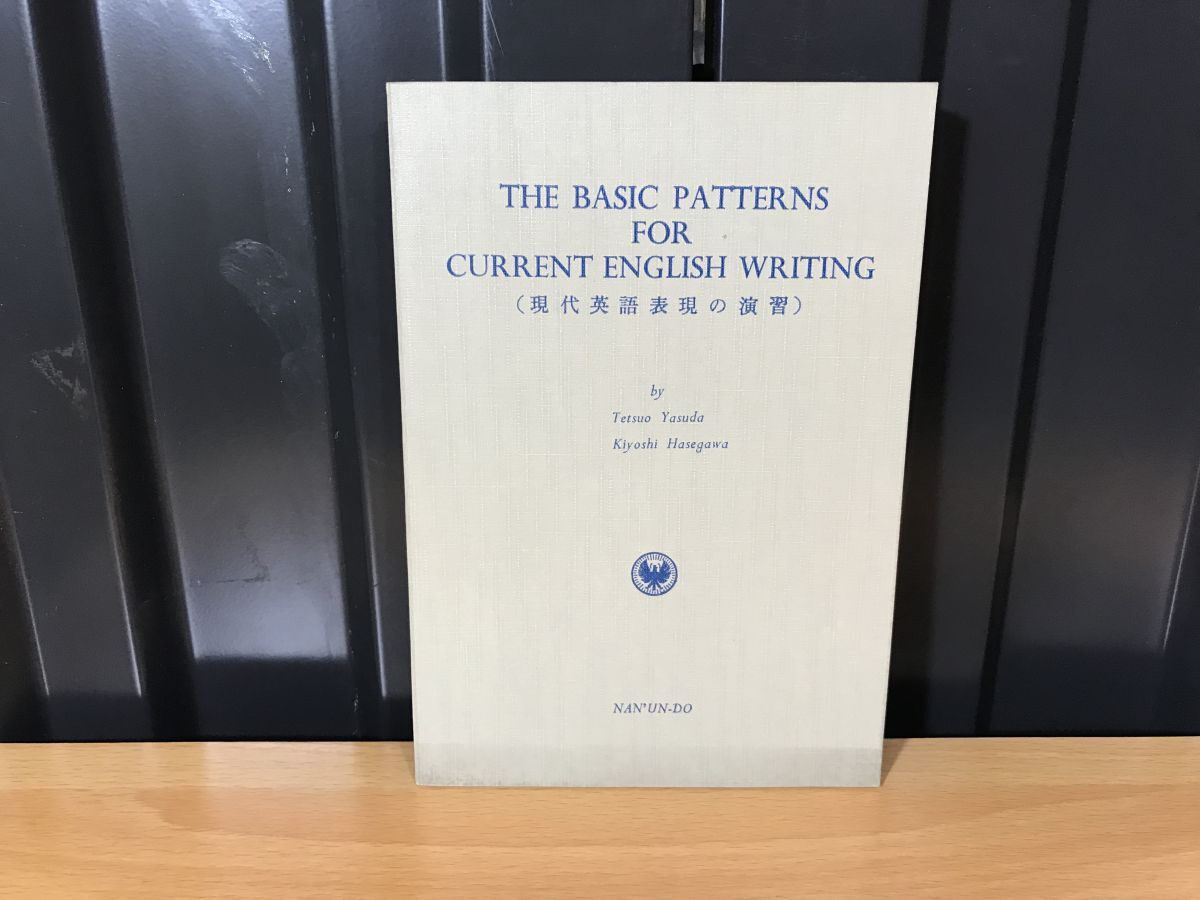 THE BASIC PATTERNS
FOR
CURRENT ENGLISH WRITING
（現代英語表現の演習）
by
Tetsuo Yasuda
Kiyoshi Hasegawa
NAN'UN-DO